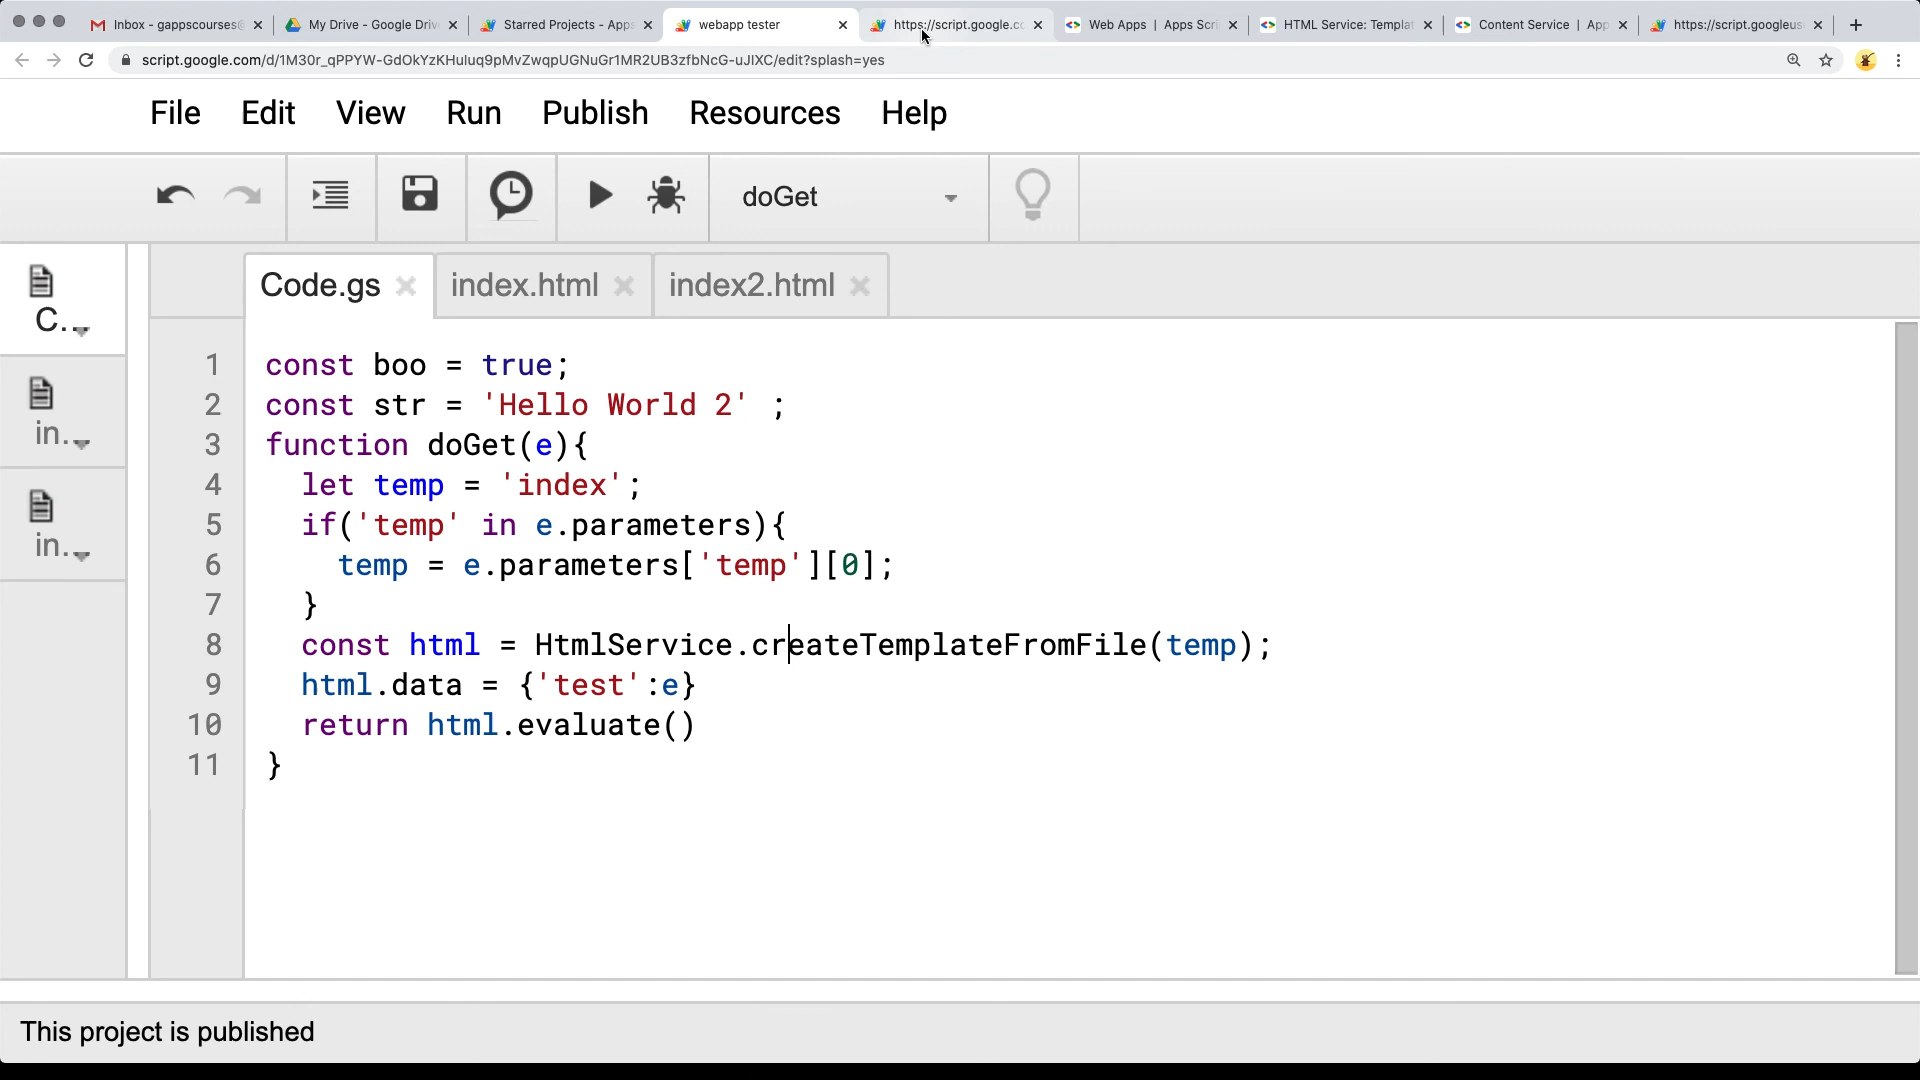 Inbox - gappscourses@
My Drive - Google Driv
Starred Projects - Apps
webapp tester
https://script.google.co
Web Apps | Apps Scri
HTML Service: Templat
Content Service | App
https://script.googleus
script.google.com/d/1M30r_qPPYW-GdOkYzKHuluq9pMvZwqpUGNuGr1MR2UB3zfbNcG-uJIXC/edit?splash=yes
File Edit View Run Publish Resources Help
doGet
C...
in...
in...
Code.gs
index.html
index2.html
1 const boo = true;
2 const str = 'Hello World 2' ;
3 function doGet(e){
4 let temp = 'index';
5 if('temp' in e.parameters){
6 temp = e.parameters['temp'][0];
7 }
8 const html = HtmlService.createTemplateFromFile(temp);
9 html.data = {'test':e}
10 return html.evaluate()
11 }
This project is published